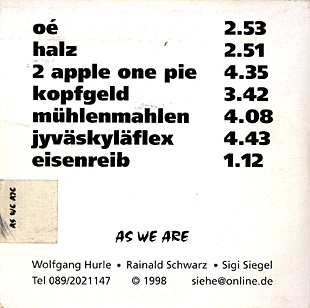 oé 2.53
halz 2.51
2 apple one pie 4.35
kopfgeld 3.42
mühlenmahlen 4.08
jyväskyläflex 4.43
eisenreib 1.12
AS WE ARE
AS WE ARE
Wolfgang Hurle • Rainald Schwarz • Sigi Siegel
Tel 089/2021147 © 1998 siehe@online.de